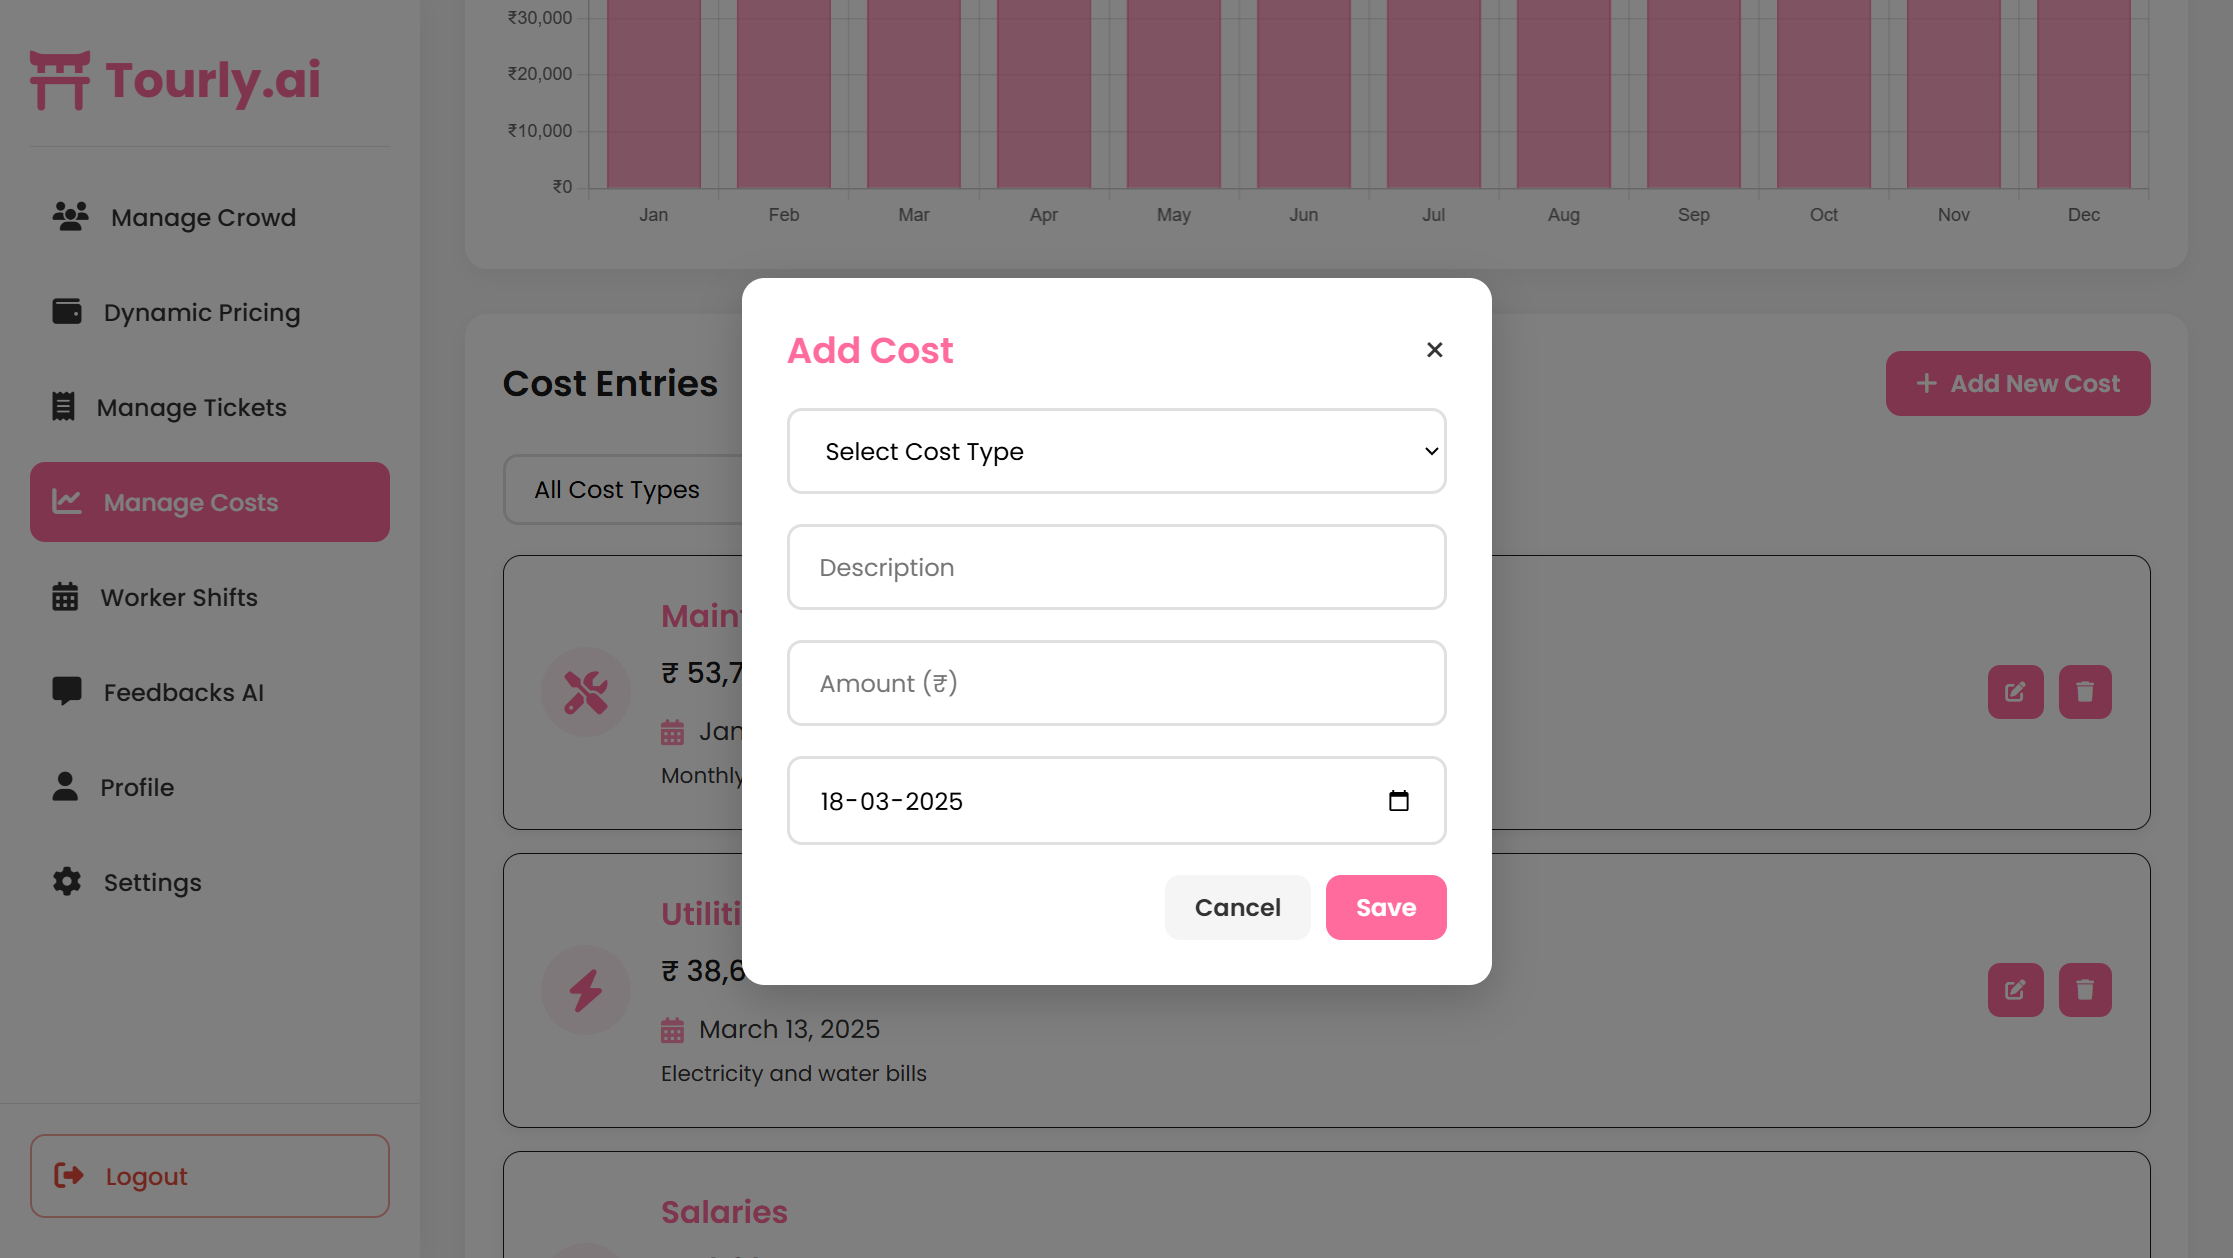 Tourly.ai
Manage Crowd
Dynamic Pricing
Manage Tickets
Manage Costs
Worker Shifts
Feedbacks AI
Profile
Settings
Logout
₹30,000
₹20,000
₹10,000
₹0
Jan Feb Mar Apr May Jun Jul Aug Sep Oct Nov Dec
Cost Entries
+ Add New Cost
All Cost Types
₹ 53,7
Jan
Monthly
₹ 38,6
March 13, 2025
Electricity and water bills
Salaries
Add Cost
×
Select Cost Type
Description
Amount (₹)
18-03-2025
Cancel
Save